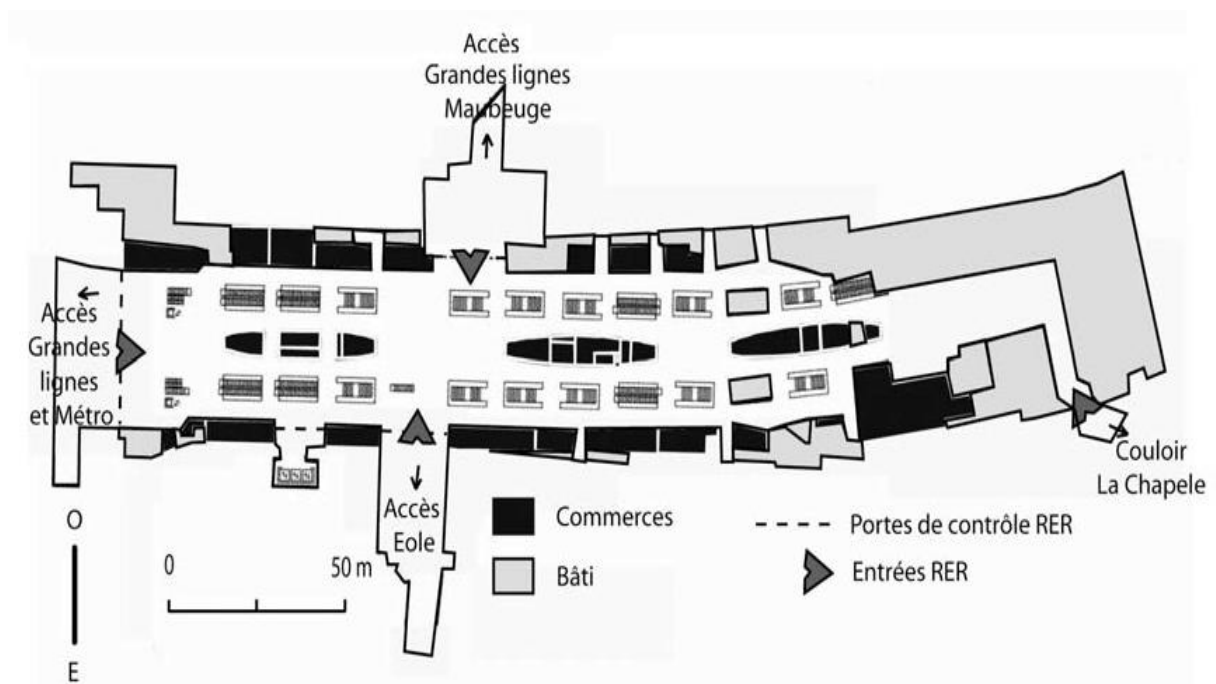 Accès
Grandes lignes
Maubeuge
Accès
Grandes
lignes
et Métro
Accès
Eole
Couloir
La Chapele
O
E
0 50 m
Commerces
Bâti
Portes de contrôle RER
Entrées RER